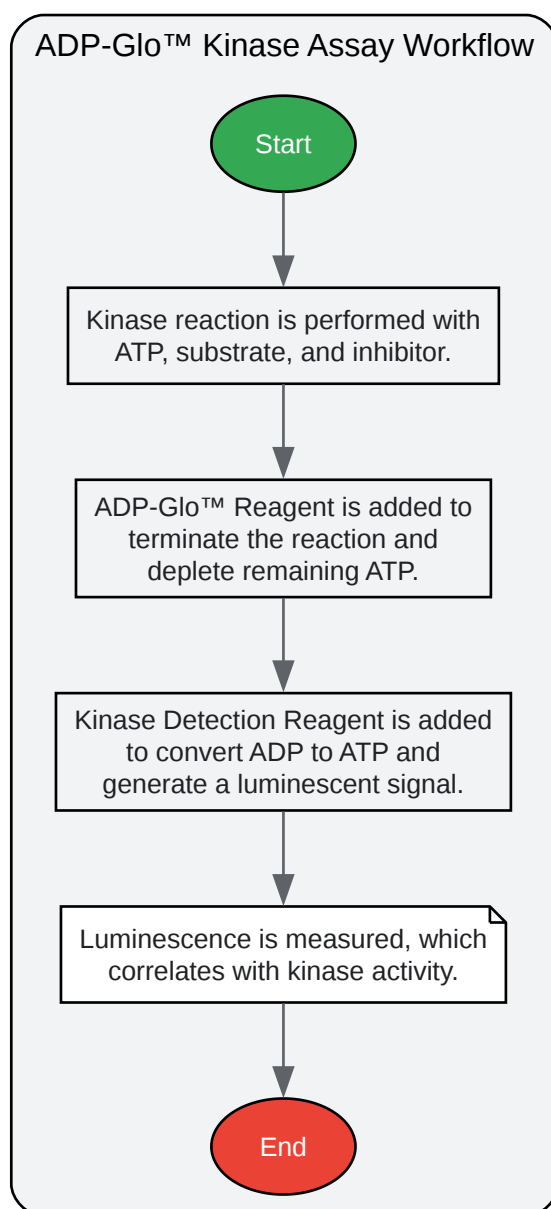 ADP-Glo™ Kinase Assay Workflow
Start
Kinase reaction is performed with
ATP, substrate, and inhibitor.
ADP-Glo™ Reagent is added to
terminate the reaction and
deplete remaining ATP.
Kinase Detection Reagent is added
to convert ADP to ATP and
generate a luminescent signal.
Luminescence is measured, which
correlates with kinase activity.
End